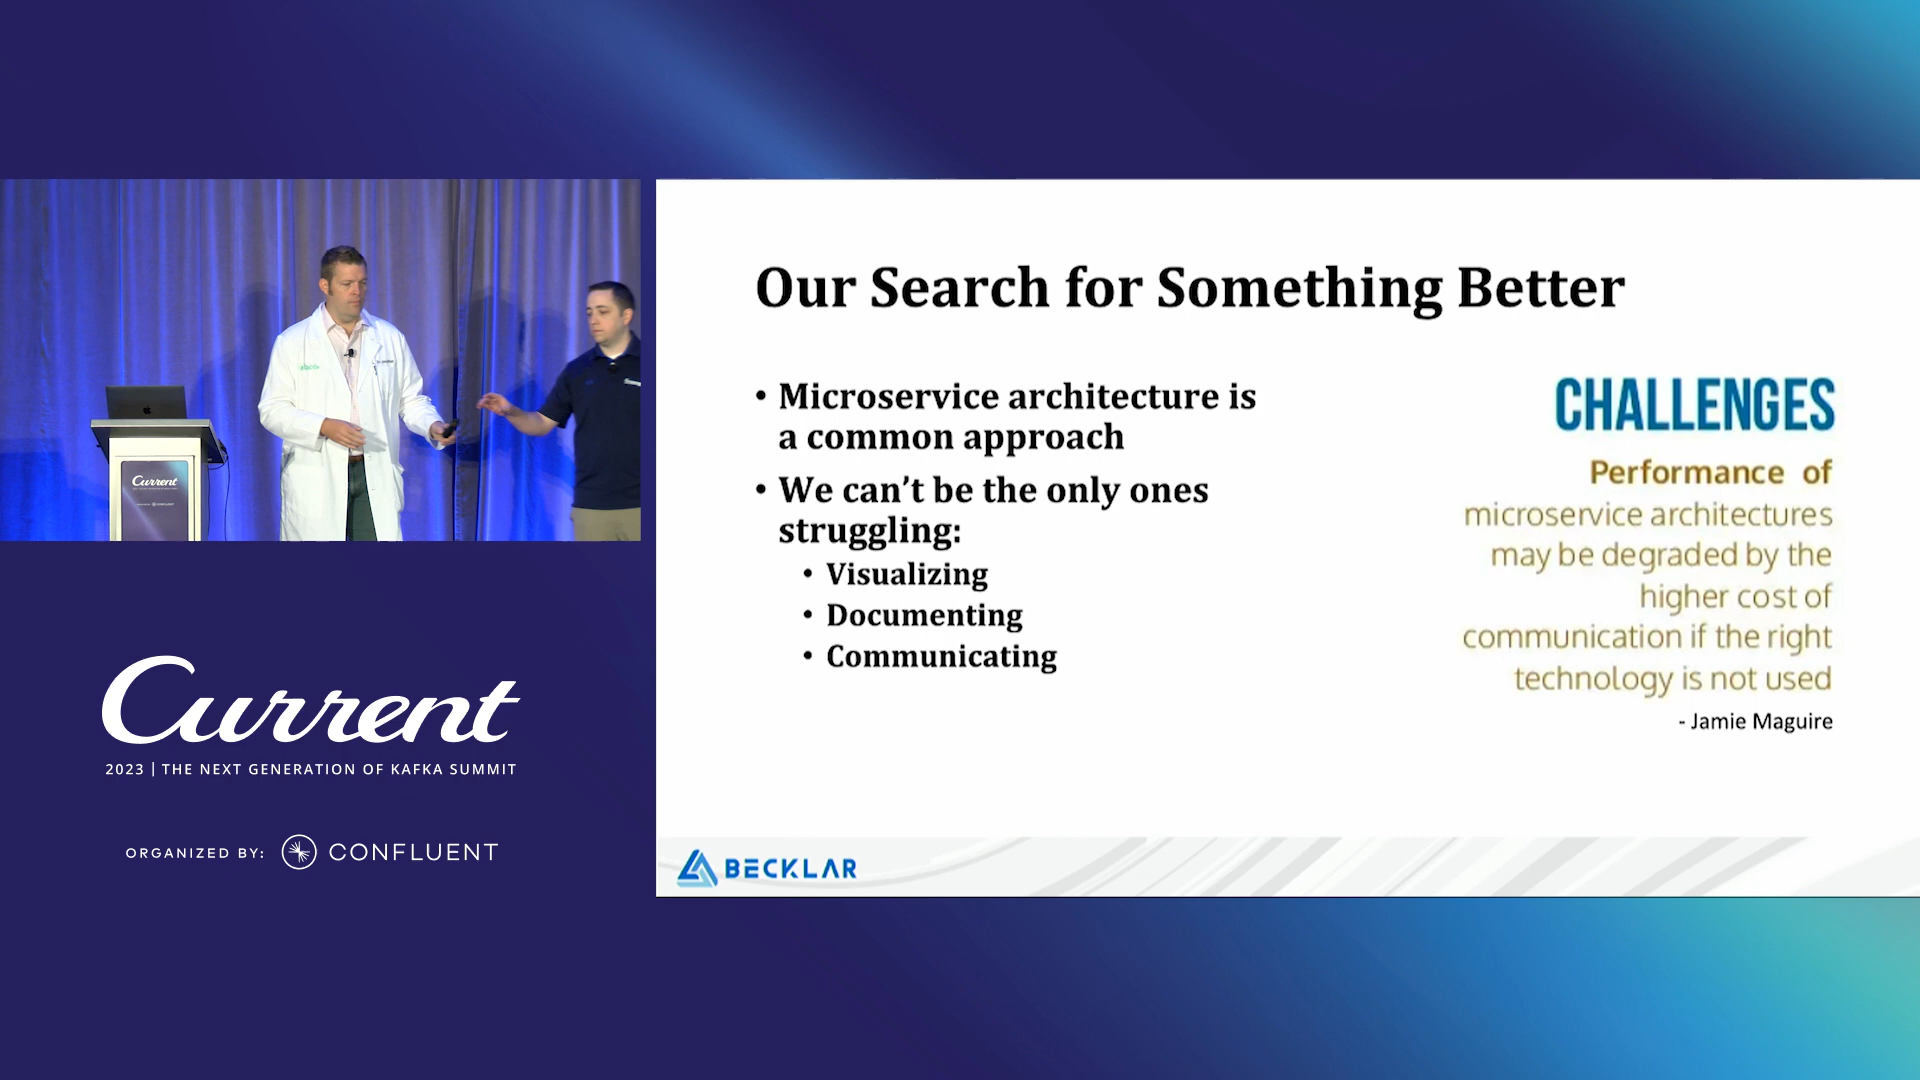 Our Search for Something Better
• Microservice architecture is
a common approach
• We can’t be the only ones
struggling:
• Visualizing
• Documenting
• Communicating
CHALLENGES
Performance of
microservice architectures
may be degraded by the
higher cost of
communication if the right
technology is not used
- Jamie Maguire
BECKLAR
Current
Current
2023 | THE NEXT GENERATION OF KAFKA SUMMIT
ORGANIZED BY: CONFLUENT